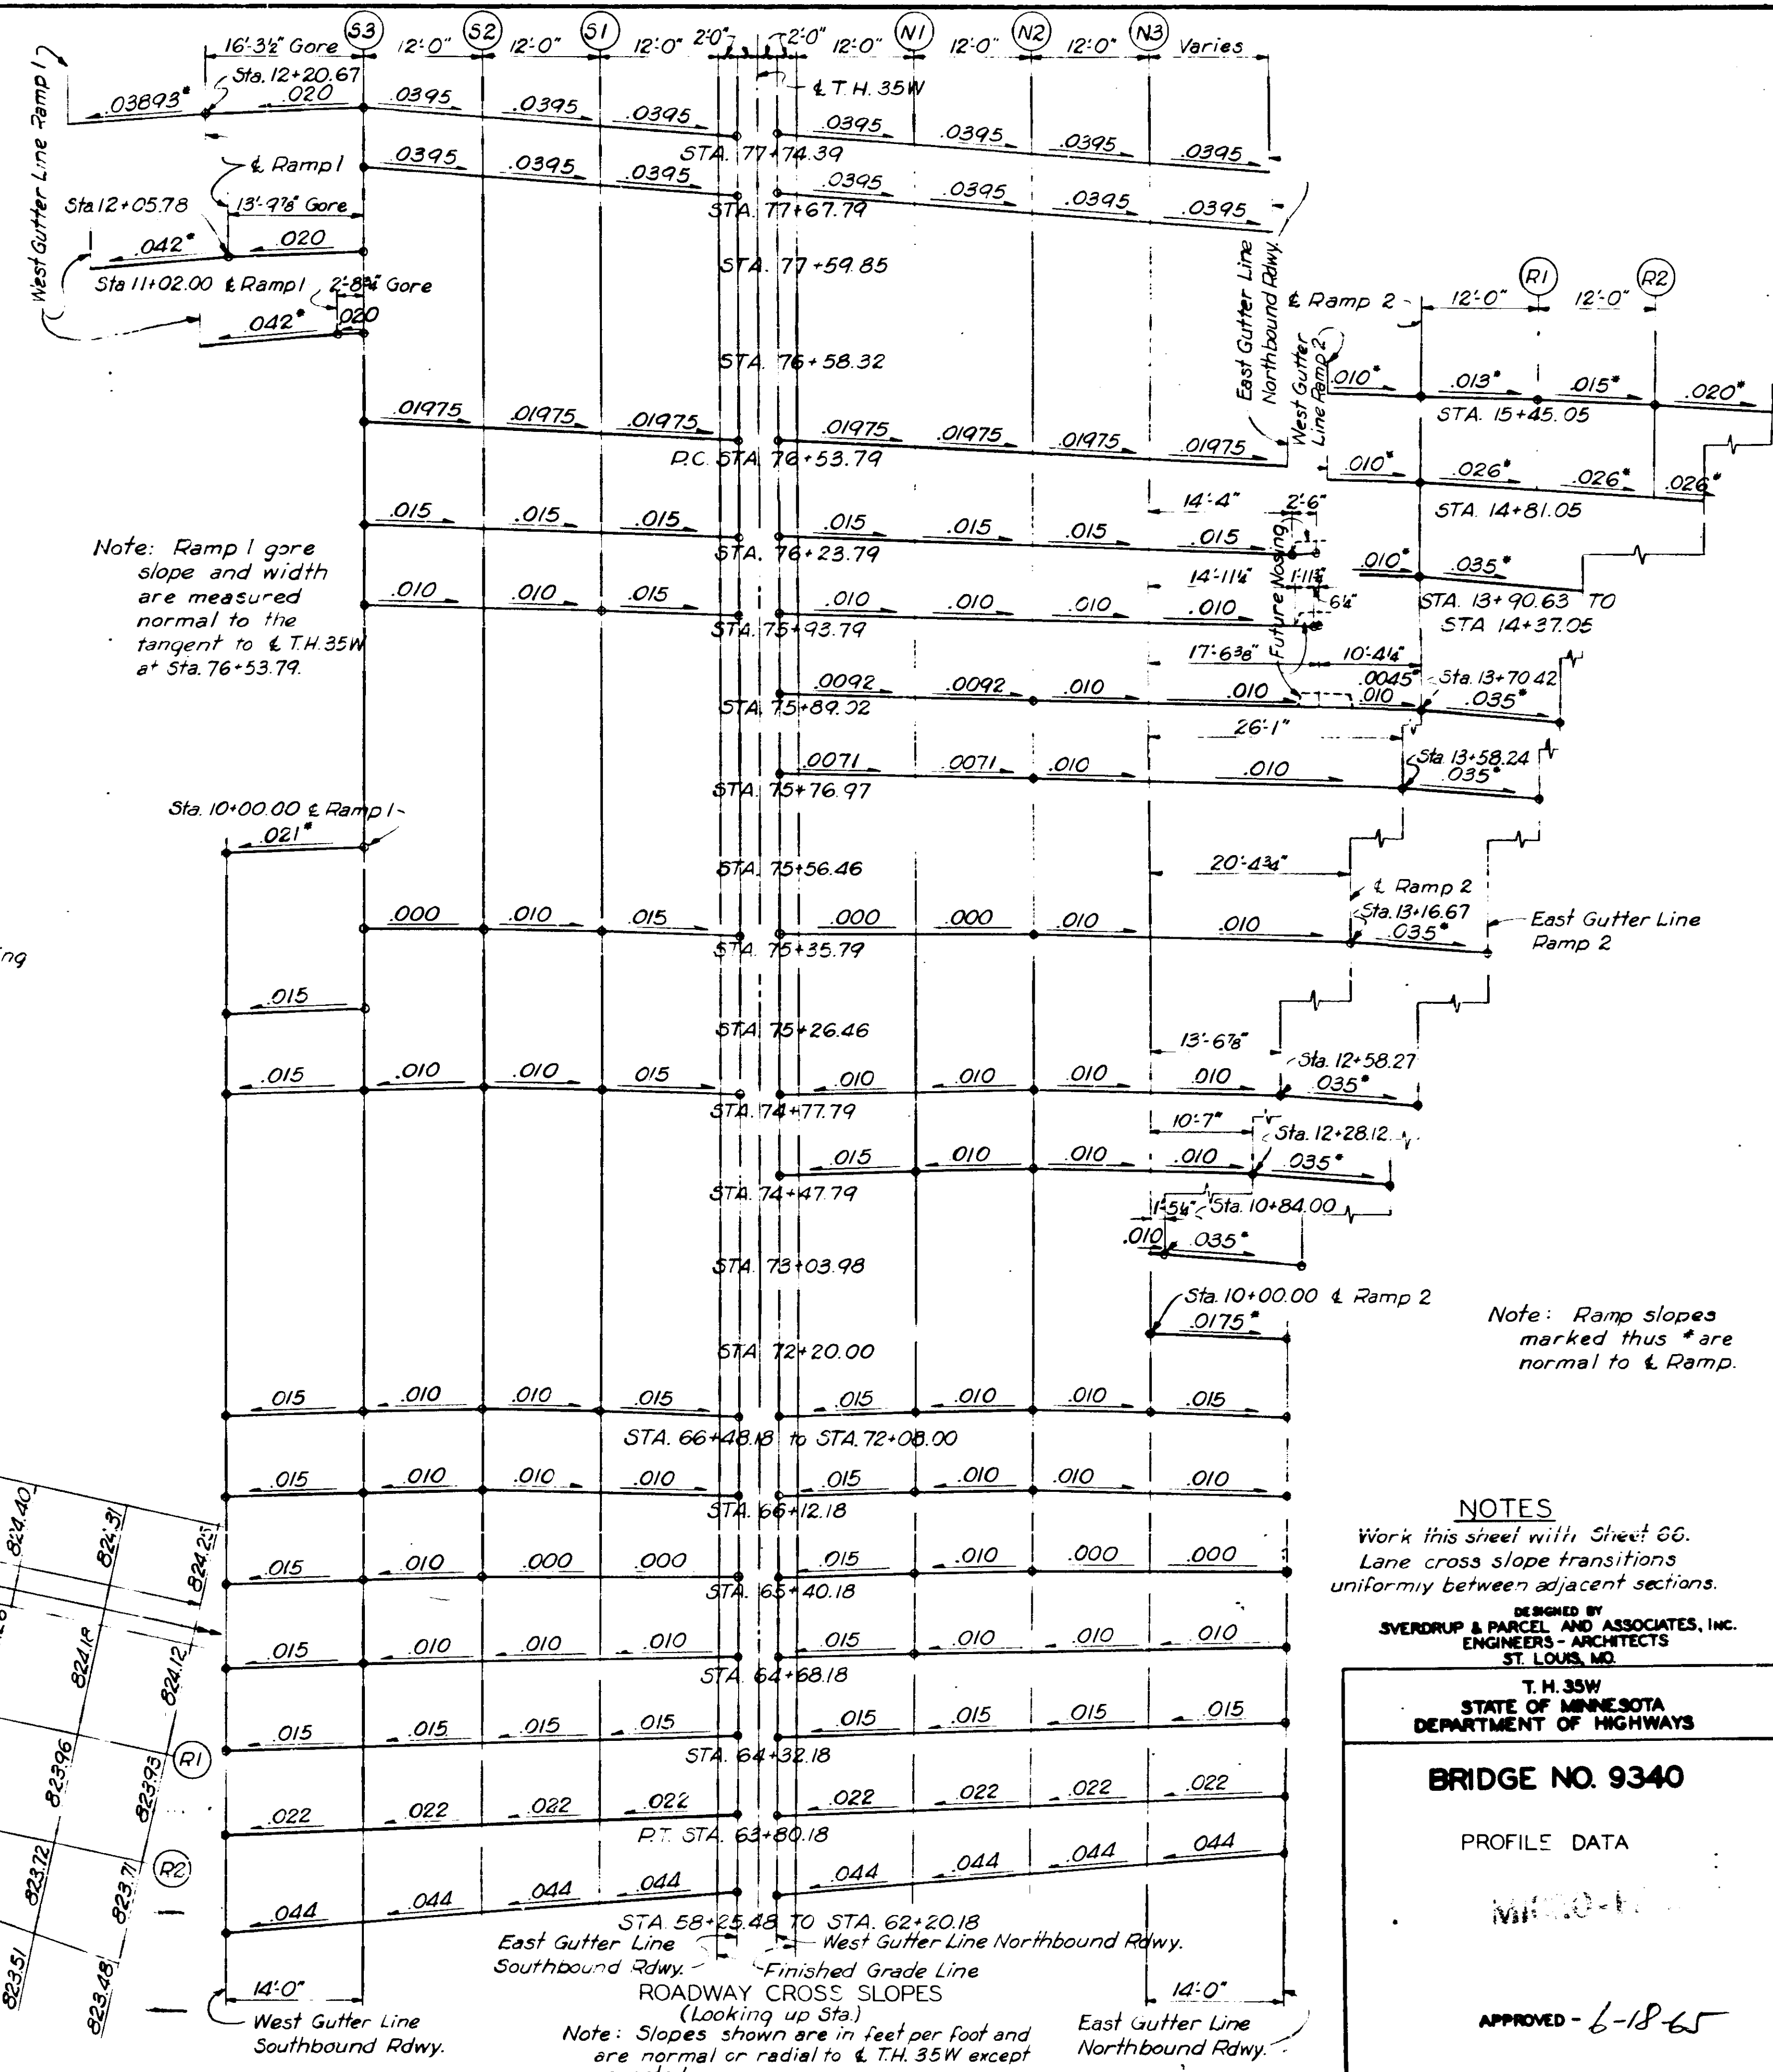 S3 S2 S1 N1 N2 N3
16'-3½" Gore 12'-0" 12'-0" 12'-0" 2'-0" 2'-0" 12'-0" 12'-0" 12'-0" Varies
West Gutter Line Ramp 1
Sta. 12+20.67
℄ T.H. 35W
.03893* .020 .0395 .0395 .0395 .0395 .0395 .0395 .0395
STA. 77+74.39
℄ Ramp 1
.0395 .0395 .0395 .0395 .0395 .0395 .0395
STA. 77+67.79
Sta 12+05.78 13'-9⅞" Gore
.042* .020
STA. 77+59.85
Sta 11+02.00 ℄ Ramp 1 2'-8¾" Gore
.042* .020
STA. 76+58.32
East Gutter Line
Northbound Rdwy.
West Gutter
Line Ramp 2
℄ Ramp 2 12'-0" R1 12'-0" R2
.010* .013* .015* .020*
STA. 15+45.05
.01975 .01975 .01975 .01975 .01975 .01975 .01975
P.C. STA. 76+53.79
.010* .026* .026* .026*
STA. 14+81.05
14'-4" 2'-6"
.015 .015 .015 .015 .015 .015 .015
STA. 76+23.79
Future Nosing
Note: Ramp 1 gore
slope and width
are measured
normal to the
tangent to ℄ T.H. 35W
at Sta. 76+53.79.
.010* .035*
STA. 13+90.63 TO
STA 14+37.05
14'-11¼" 1'-11¾"
6¼"
.010 .010 .015 .010 .010 .010 .010
STA. 75+93.79
17'-6⅜" 10'-4¼"
.0045* Sta. 13+70.42
.0092 .0092 .010 .010 .010 .035*
STA. 75+89.02
26'-1"
Sta. 13+58.24
.0071 .0071 .010 .010 .035*
STA. 75+76.97
Sta. 10+00.00 ℄ Ramp 1
.021*
STA. 75+56.46
20'-4¾"
℄ Ramp 2
Sta. 13+16.67
.000 .010 .015 .000 .000 .010 .010 .035*
STA. 75+35.79
East Gutter Line
Ramp 2
ng
.015
STA. 75+26.46
13'-6⅞"
Sta. 12+58.27
.015 .010 .010 .015 .010 .010 .010 .010 .035*
STA. 74+77.79
10'-7"
Sta. 12+28.12
.015 .010 .010 .010 .035*
STA. 74+47.79
1'-5¼" Sta. 10+84.00
.010 .035*
STA. 73+03.98
Sta. 10+00.00 ℄ Ramp 2
.0175*
STA. 72+20.00
Note: Ramp slopes
marked thus * are
normal to ℄ Ramp.
.015 .010 .010 .015 .015 .010 .010 .015
STA. 66+48.18 to STA. 72+08.00
.015 .010 .010 .010 .015 .010 .010 .010
STA. 66+12.18
.015 .010 .000 .000 .015 .010 .000 .000
STA. 65+40.18
.015 .010 .010 .010 .015 .010 .010 .010
STA. 64+68.18
.015 .015 .015 .015 .015 .015 .015 .015
STA. 64+32.18
.022 .022 .022 .022 .022 .022 .022 .022
P.T. STA. 63+80.18
.044 .044 .044 .044 .044 .044 .044 .044
STA. 58+25.48 TO STA. 62+20.18
824.40 824.31 824.25
824.18 824.12
823.96 823.93 R1
823.72 823.71 R2
823.51 823.48
14'-0"
West Gutter Line
Southbound Rdwy.
East Gutter Line
Southbound Rdwy.
West Gutter Line Northbound Rdwy.
Finished Grade Line
14'-0"
East Gutter Line
Northbound Rdwy.
ROADWAY CROSS SLOPES
(Looking up Sta.)
Note: Slopes shown are in feet per foot and
are normal or radial to ℄ T.H. 35W except
NOTES
Work this sheet with Sheet 66.
Lane cross slope transitions
uniformly between adjacent sections.
DESIGNED BY
SVERDRUP & PARCEL AND ASSOCIATES, INC.
ENGINEERS - ARCHITECTS
ST. LOUIS, MO.
T. H. 35W
STATE OF MINNESOTA
DEPARTMENT OF HIGHWAYS
BRIDGE NO. 9340
PROFILE DATA
APPROVED - 6-18-65